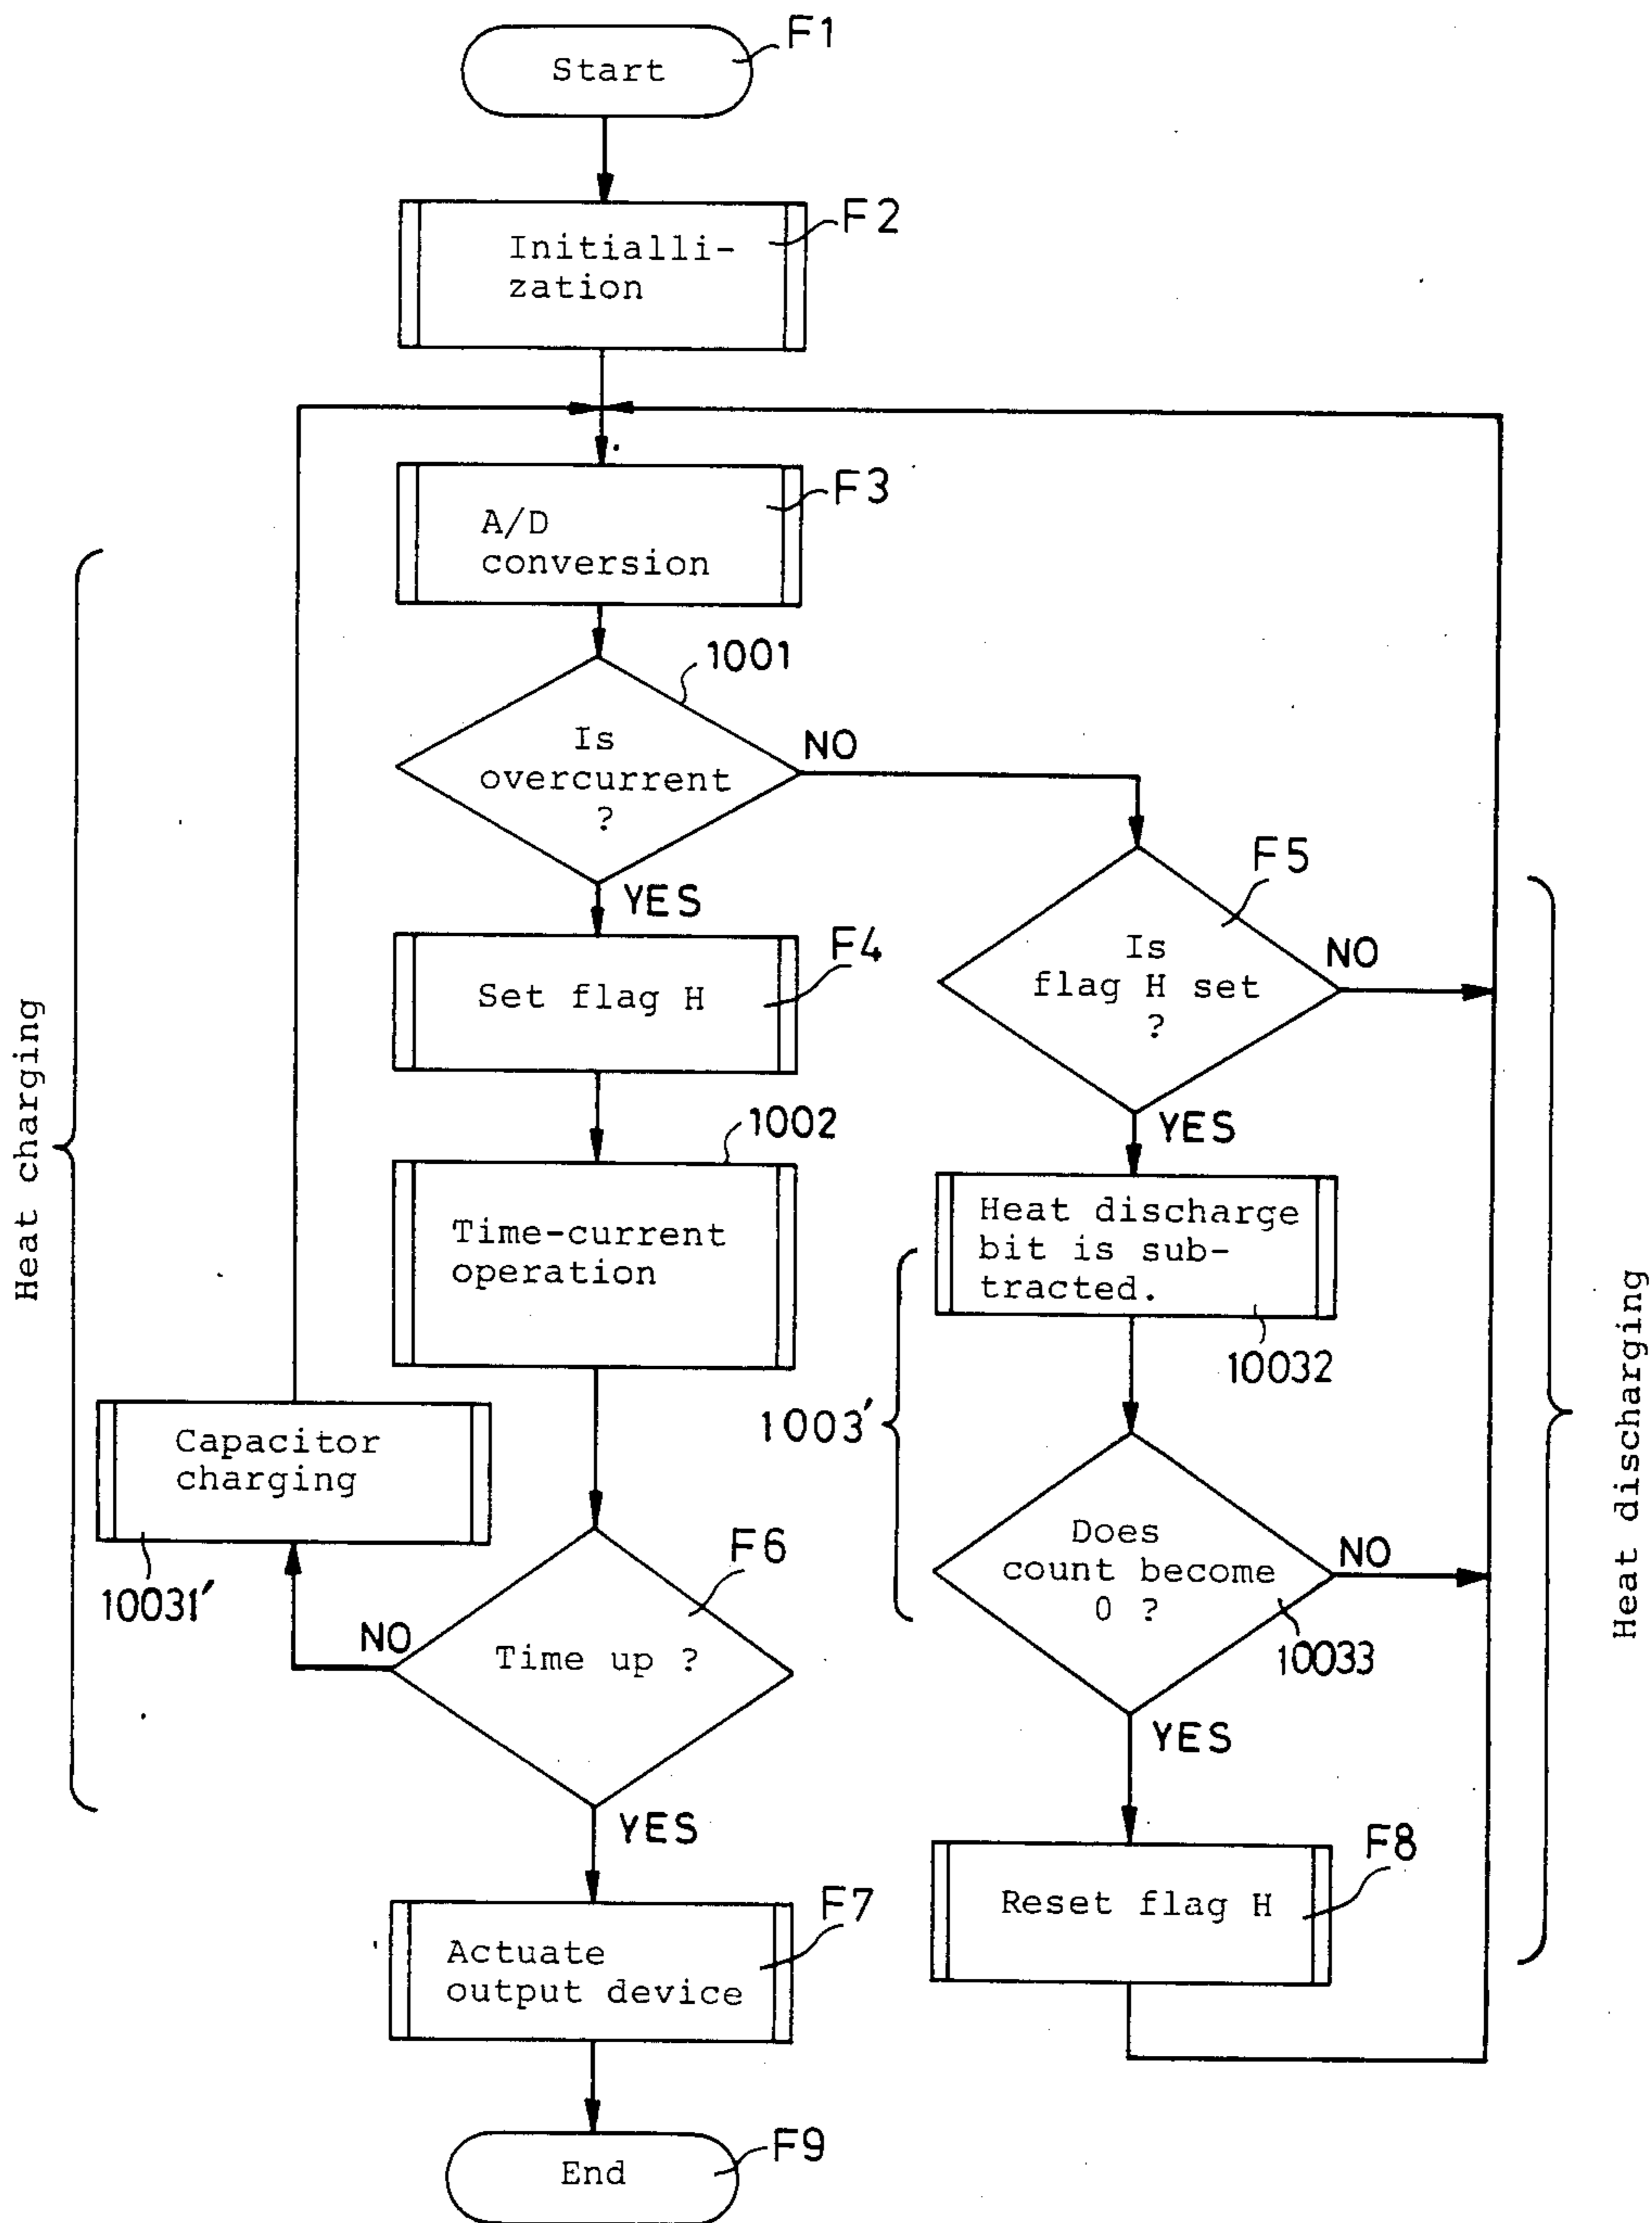 Start
F1
Initialli-
zation
F2
A/D
conversion
F3
1001
Is
overcurrent
?
NO
YES
F5
Is
flag H set
?
NO
YES
Set flag H
F4
Heat charging
1002
Time-current
operation
Heat discharge
bit is sub-
tracted.
10032
1003′
Heat discharging
Capacitor
charging
10031′
F6
Time up ?
NO
YES
Does
count become
0 ?
NO
10033
YES
Actuate
output device
F7
Reset flag H
F8
End
F9